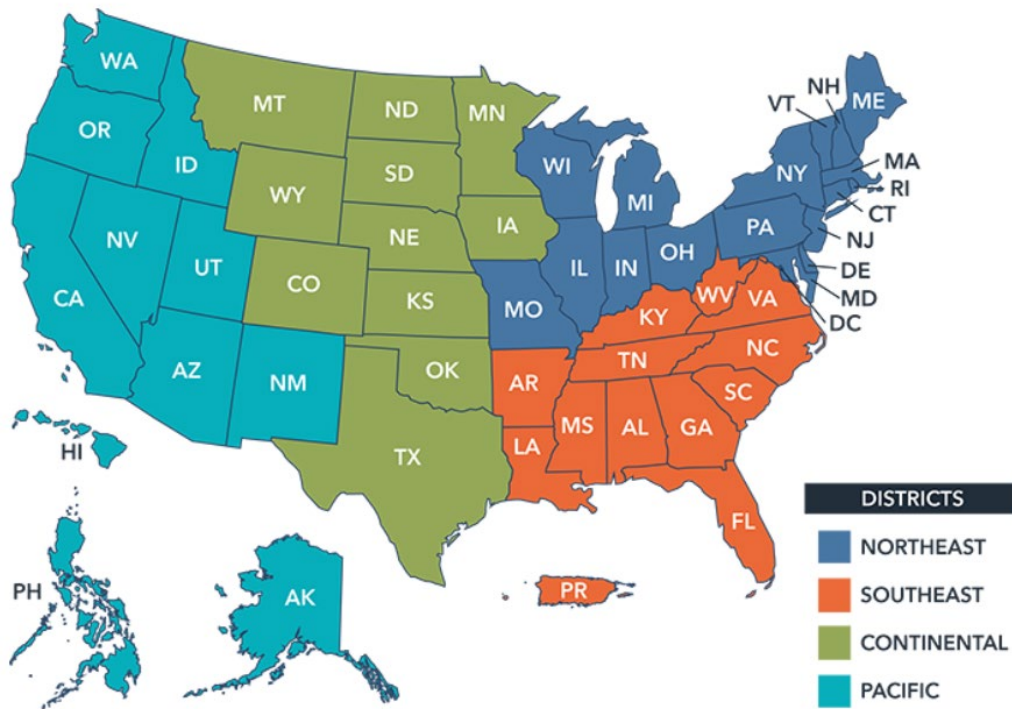 WA
MT
ND
MN
OR
ID
SD
WY
WI
MI
NH
VT
ME
NY
MA
RI
CT
NV
UT
NE
IA
PA
NJ
CA
CO
KS
IL
IN
OH
DE
MD
DC
MO
WV
VA
KY
AZ
NM
OK
AR
TN
NC
SC
HI
TX
LA
MS
AL
GA
FL
PH
AK
PR
DISTRICTS
NORTHEAST
SOUTHEAST
CONTINENTAL
PACIFIC